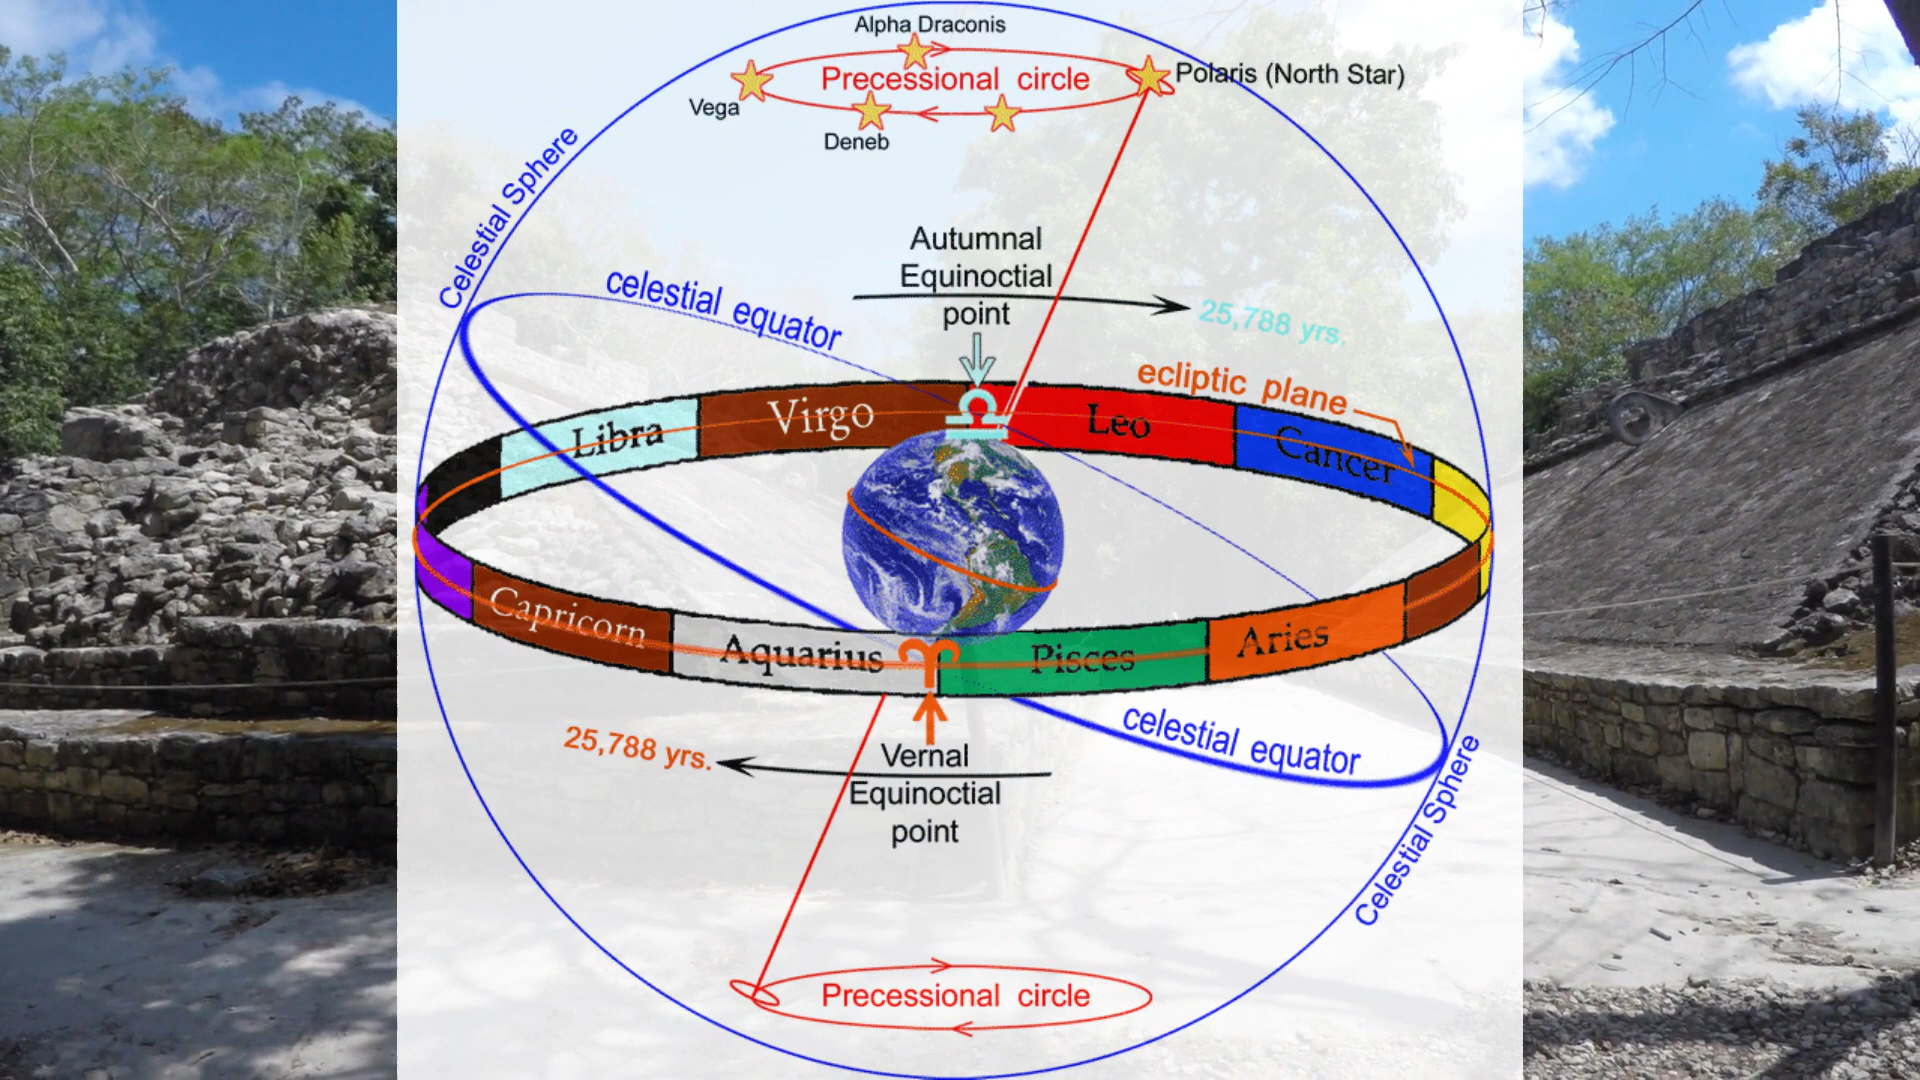 Alpha Draconis
Precessional circle
Polaris (North Star)
Vega
Deneb
Celestial Sphere
Autumnal
Equinoctial
point
25,788 yrs.
celestial equator
ecliptic plane
Libra
Virgo
Leo
Cancer
Capricorn
Aquarius
Pisces
Aries
25,788 yrs.
Vernal
Equinoctial
point
celestial equator
Celestial Sphere
Precessional circle